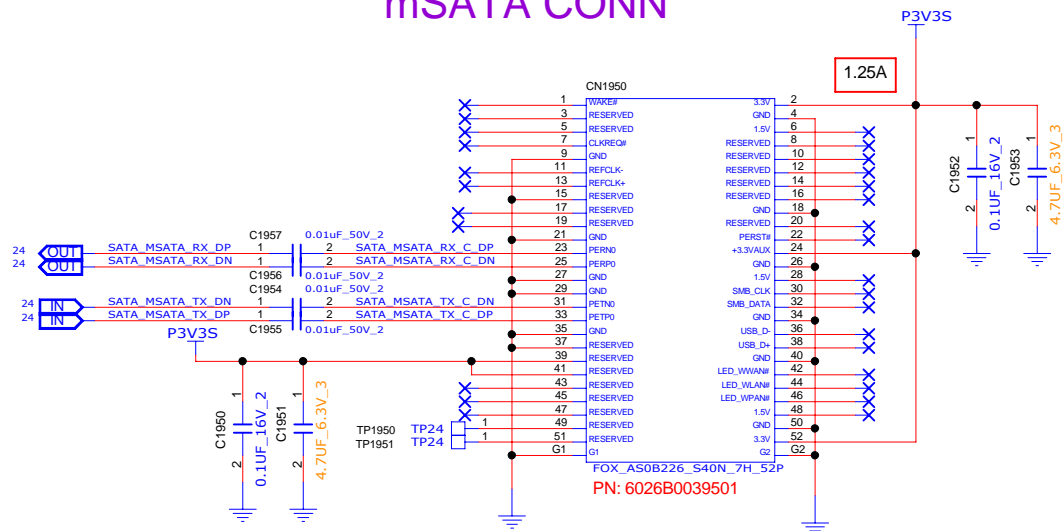 mSATA CONN
P3V3S
1.25A
CN1950
1 WAKE# 3.3V 2
3 RESERVED GND 4
5 RESERVED 1.5V 6
7 CLKREQ# RESERVED 8
9 GND RESERVED 10
11 REFCLK- RESERVED 12
13 REFCLK+ RESERVED 14
15 RESERVED RESERVED 16
17 RESERVED GND 18
19 RESERVED RESERVED 20
21 GND PERST# 22
23 PERN0 +3.3VAUX 24
25 PERP0 GND 26
27 GND 1.5V 28
29 GND SMB_CLK 30
31 PETN0 SMB_DATA 32
33 PETP0 GND 34
35 GND USB_D- 36
37 RESERVED USB_D+ 38
39 RESERVED GND 40
41 RESERVED LED_WWAN# 42
43 RESERVED LED_WLAN# 44
45 RESERVED LED_WPAN# 46
47 RESERVED 1.5V 48
49 RESERVED GND 50
51 RESERVED 3.3V 52
G1 G1 G2 G2
FOX_AS0B226_S40N_7H_52P
PN: 6026B0039501
C1952 1 2 0.1UF_16V_2
C1953 1 2 4.7UF_6.3V_3
C1957 0.01uF_50V_2
24 OUT SATA_MSATA_RX_DP 1 2 SATA_MSATA_RX_C_DP
24 OUT SATA_MSATA_RX_DN 1 2 SATA_MSATA_RX_C_DN
C1956 0.01uF_50V_2
C1954 0.01uF_50V_2
24 IN SATA_MSATA_TX_DN 1 2 SATA_MSATA_TX_C_DN
24 IN SATA_MSATA_TX_DP 1 2 SATA_MSATA_TX_C_DP
C1955 0.01uF_50V_2
P3V3S
C1950 1 2 0.1UF_16V_2
C1951 1 2 4.7UF_6.3V_3
TP1950 TP24 1
TP1951 TP24 1